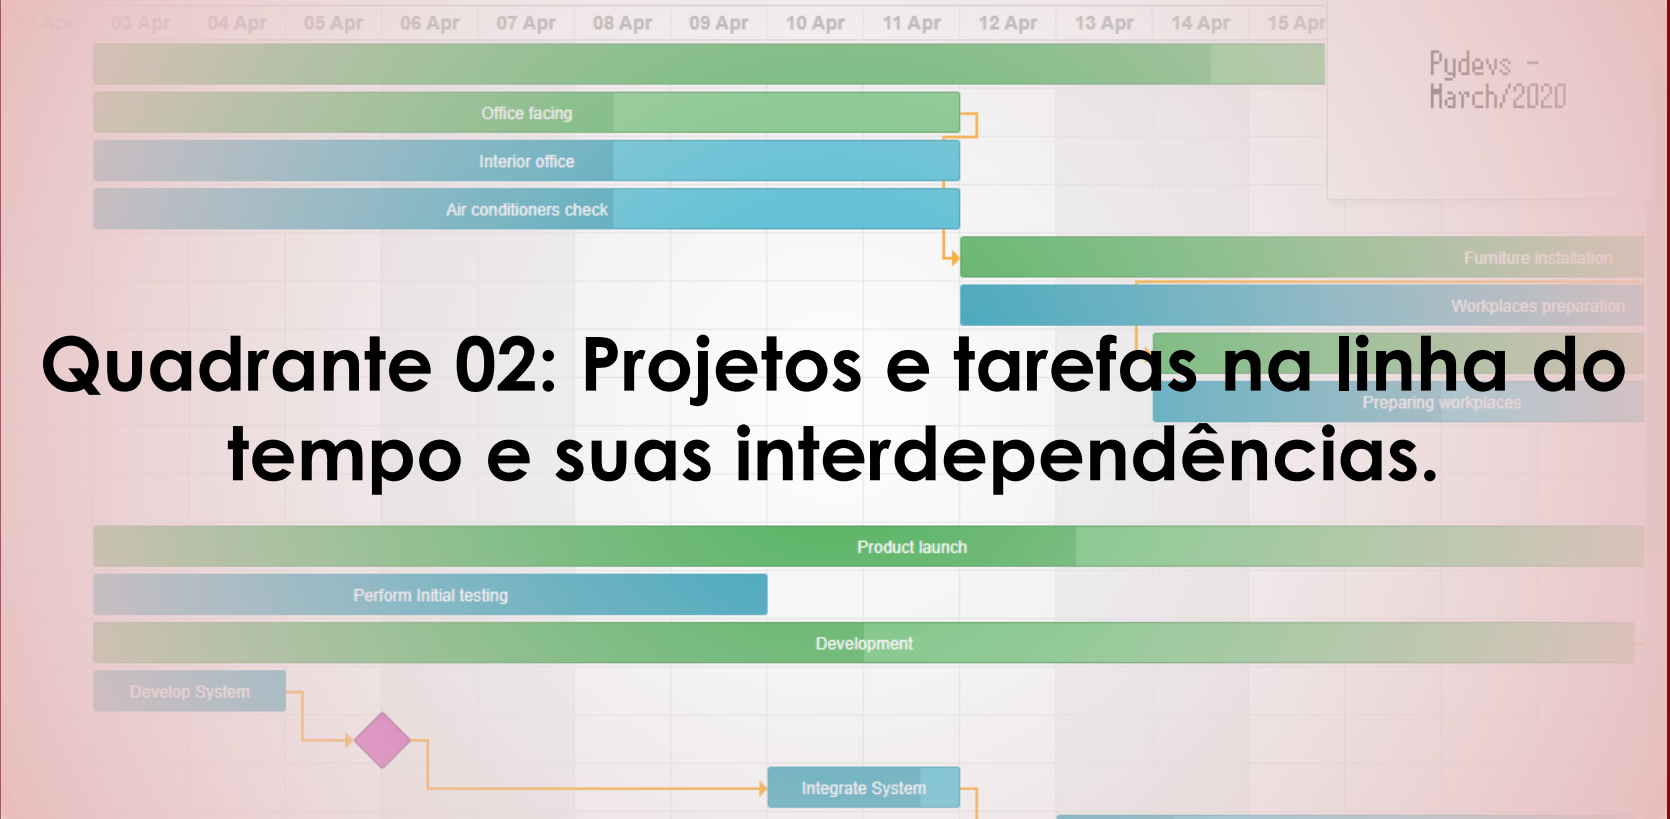 02 Apr 03 Apr 04 Apr 05 Apr 06 Apr 07 Apr 08 Apr 09 Apr 10 Apr 11 Apr 12 Apr 13 Apr 14 Apr 15 Apr
Pydevs -
March/2020
Office facing
Interior office
Air conditioners check
Furniture installation
Workplaces preparation
Quadrante 02: Projetos e tarefas na linha do
Preparing workplaces
tempo e suas interdependências.
Product launch
Perform Initial testing
Development
Develop System
Integrate System